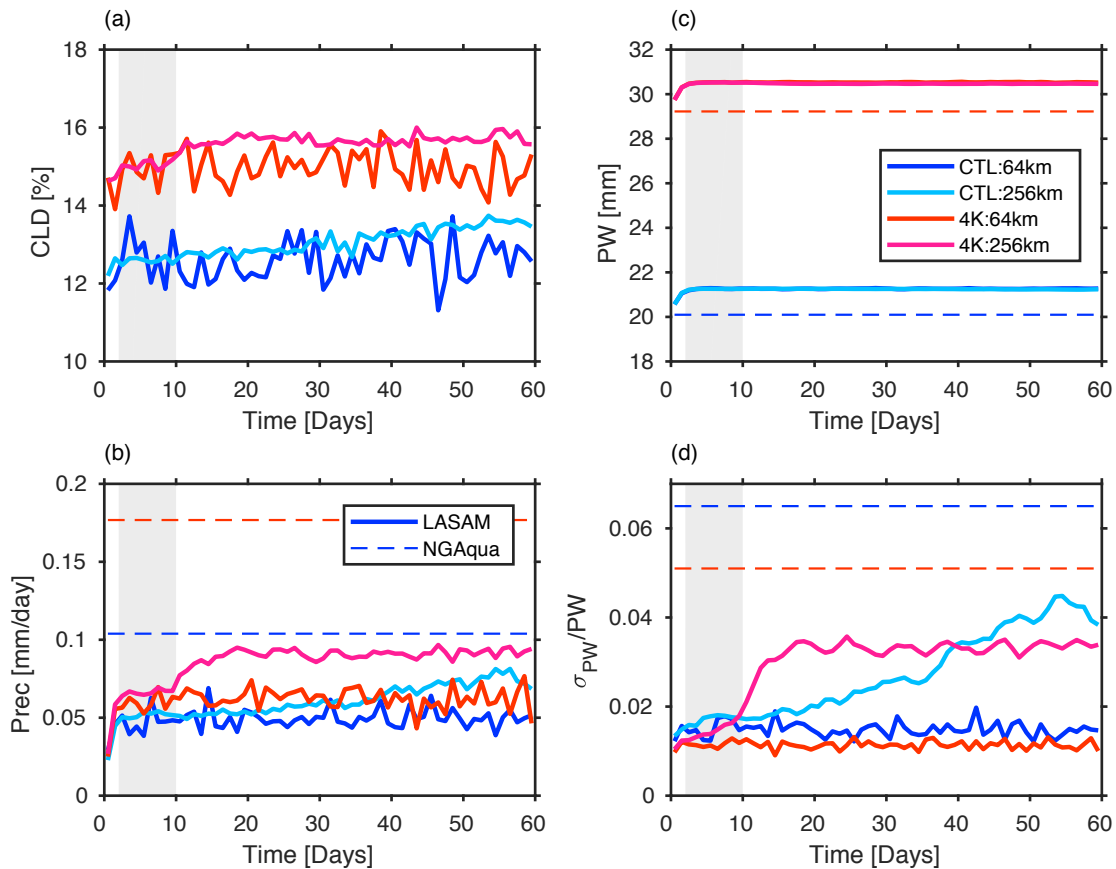 (a)
18
16
14
12
10
CLD [%]
0 10 20 30 40 50 60
Time [Days]
(c)
32
30
28
26
24
22
20
18
PW [mm]
CTL:64km
CTL:256km
4K:64km
4K:256km
0 10 20 30 40 50 60
Time [Days]
(b)
0.2
0.15
0.1
0.05
0
Prec [mm/day]
LASAM
NGAqua
0 10 20 30 40 50 60
Time [Days]
(d)
0.06
0.04
0.02
0
σPW/PW
0 10 20 30 40 50 60
Time [Days]